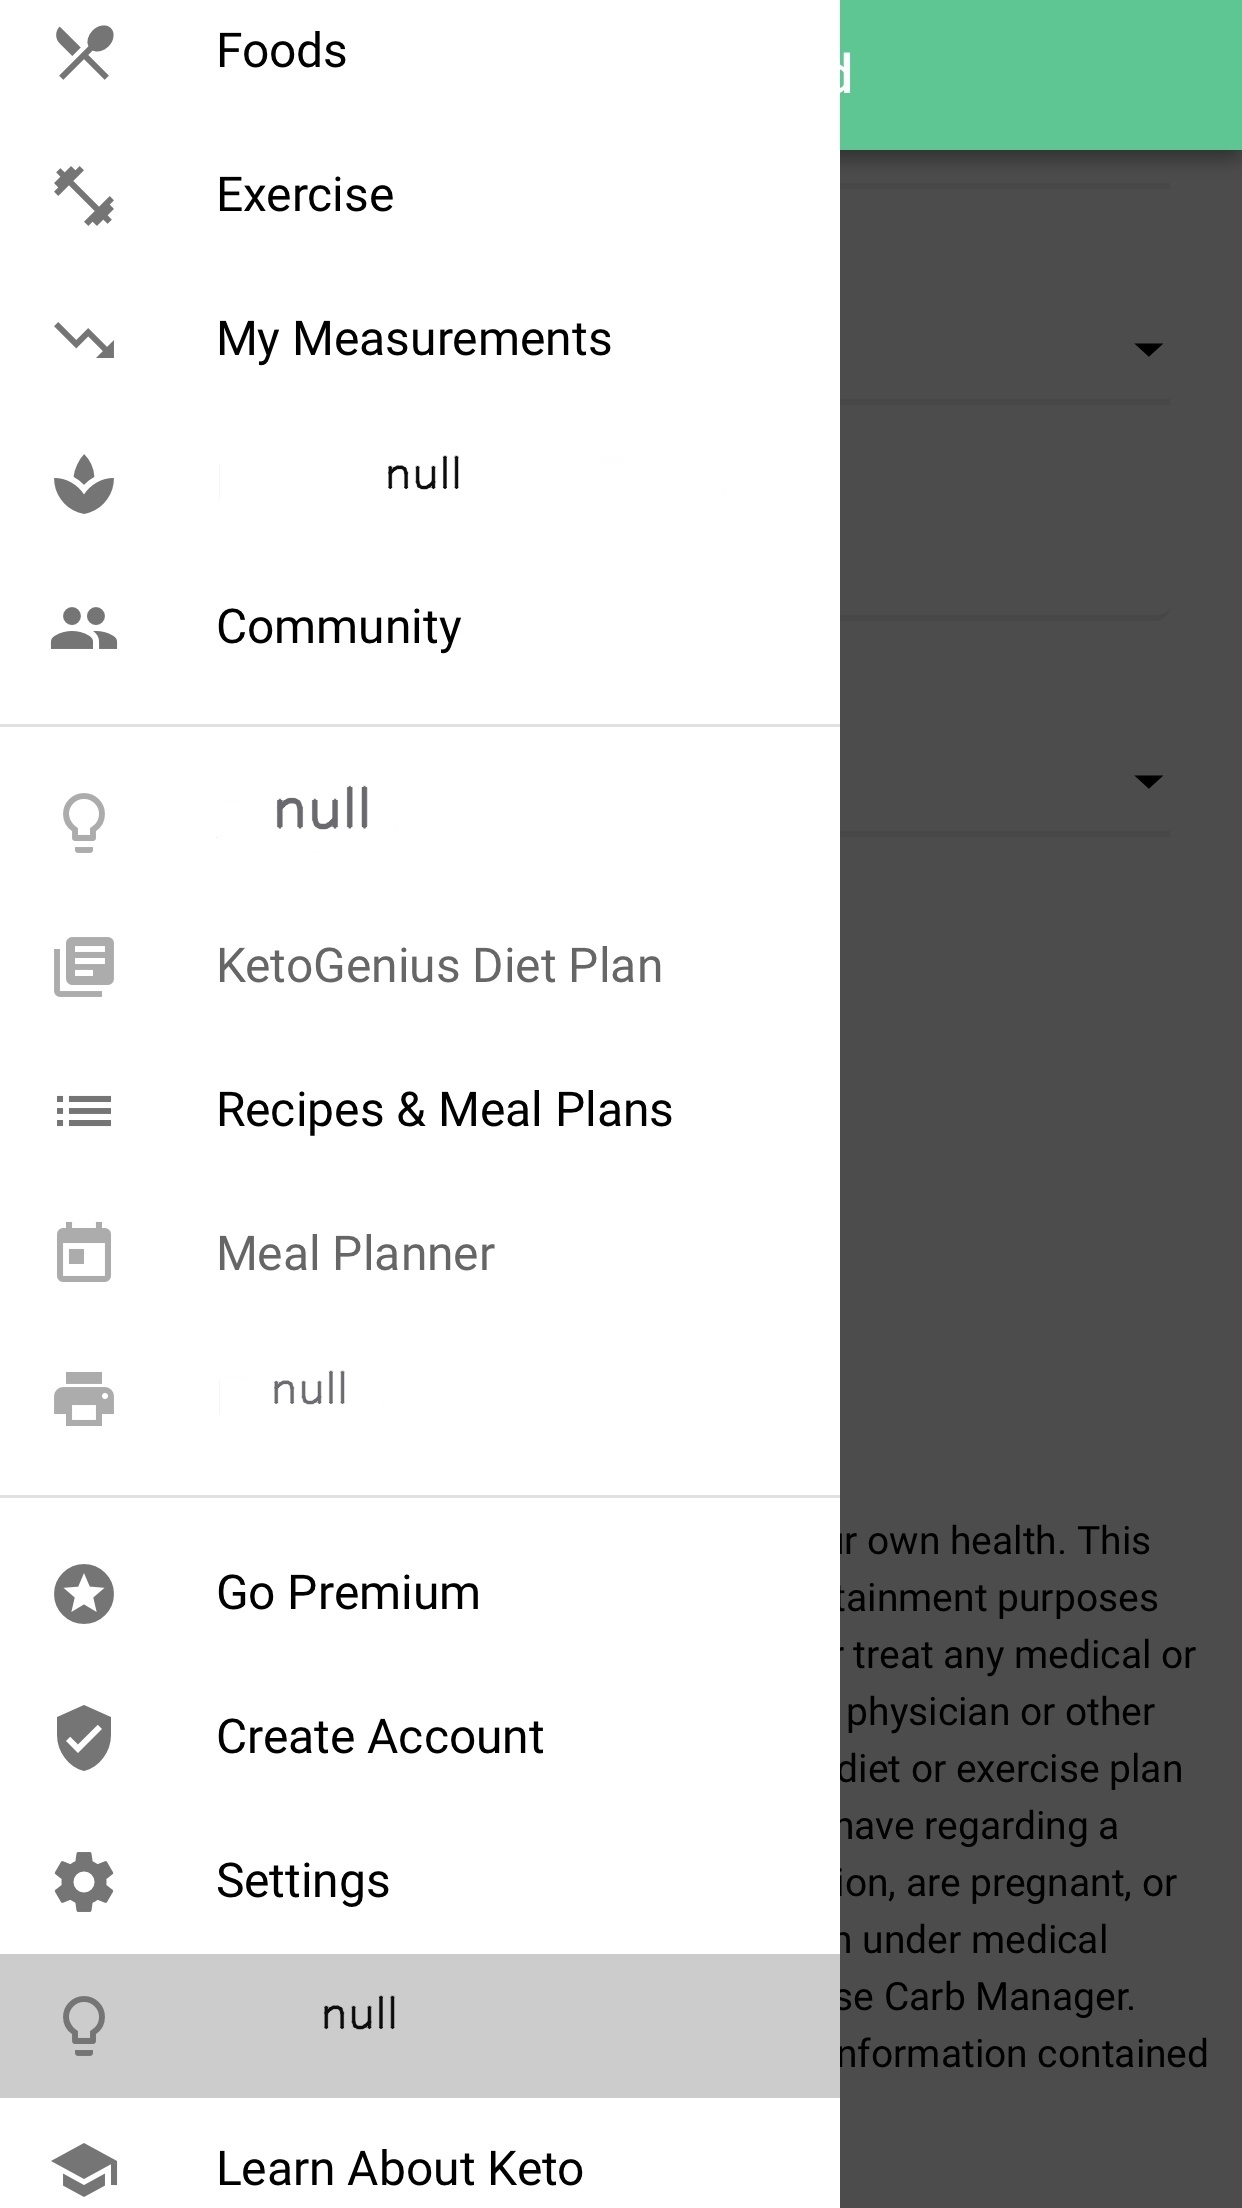 Foods
d
Exercise
My Measurements
null
Community
null
KetoGenius Diet Plan
Recipes & Meal Plans
Meal Planner
null
Go Premium
Create Account
Settings
null
Learn About Keto
r own health. This
tainment purposes
treat any medical or
physician or other
diet or exercise plan
have regarding a
ion, are pregnant, or
under medical
se Carb Manager.
nformation contained